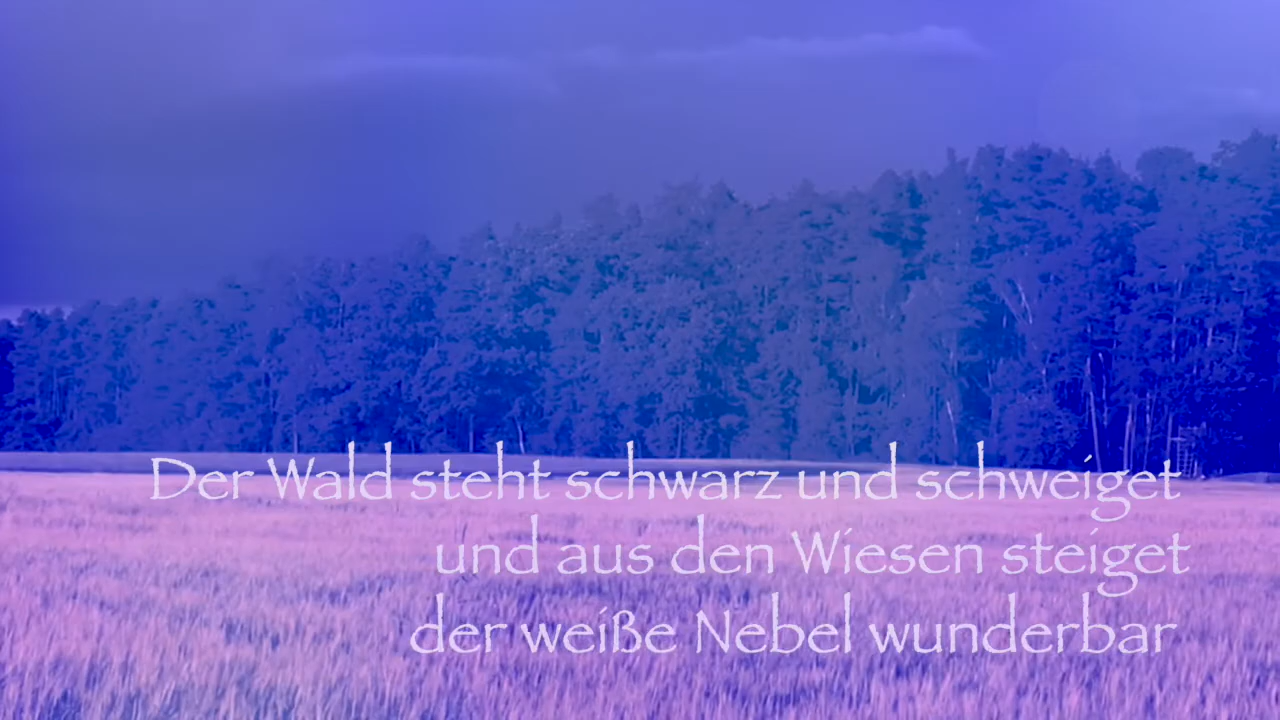 Der Wald steht schwarz und schweiget
und aus den Wiesen steiget
der weiße Nebel wunderbar